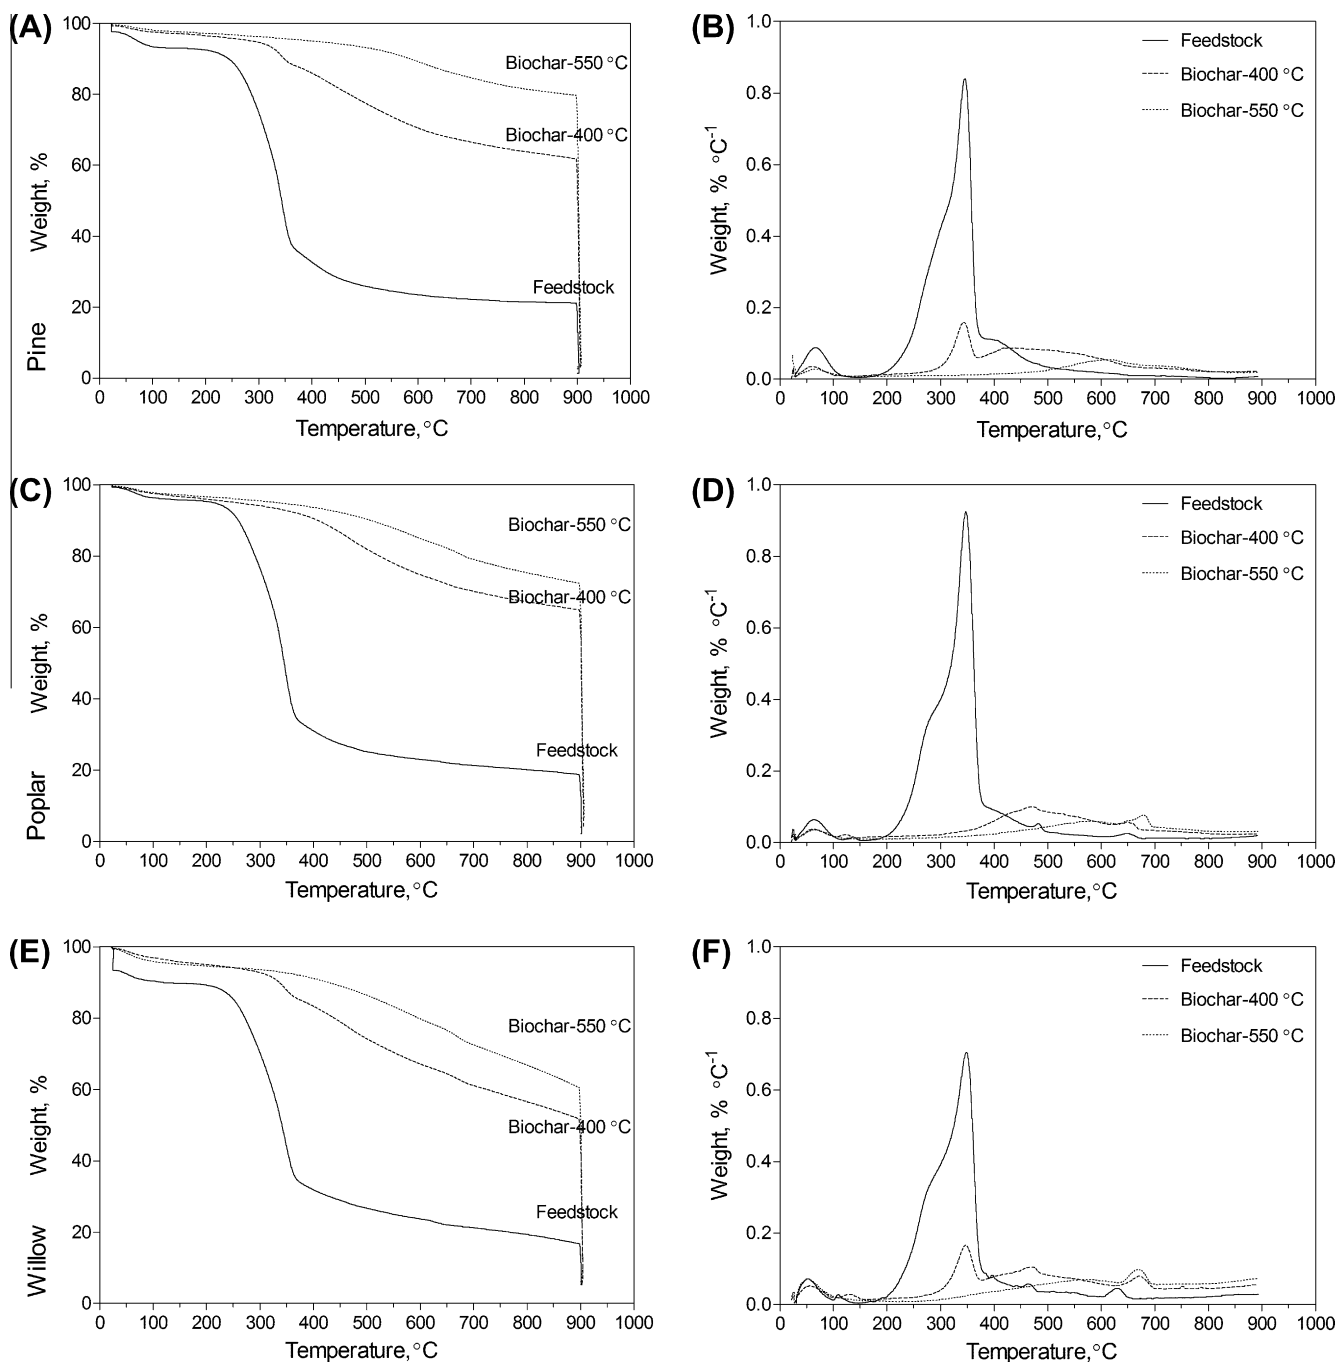 (A)
100
80
60
40
20
0
Weight, %
Pine
Biochar-550 °C
Biochar-400 °C
Feedstock
0 100 200 300 400 500 600 700 800 900 1000
Temperature, °C
(B)
1.0
0.8
0.6
0.4
0.2
0.0
Weight, % °C-1
Feedstock
Biochar-400 °C
Biochar-550 °C
0 100 200 300 400 500 600 700 800 900 1000
Temperature, °C
(C)
100
80
60
40
20
0
Weight, %
Poplar
Biochar-550 °C
Biochar-400 °C
Feedstock
0 100 200 300 400 500 600 700 800 900 1000
Temperature, °C
(D)
1.0
0.8
0.6
0.4
0.2
0.0
Weight, % °C-1
Feedstock
Biochar-400 °C
Biochar-550 °C
0 100 200 300 400 500 600 700 800 900 1000
Temperature, °C
(E)
100
80
60
40
20
0
Weight, %
Willow
Biochar-550 °C
Biochar-400 °C
Feedstock
0 100 200 300 400 500 600 700 800 900 1000
Temperature, °C
(F)
1.0
0.8
0.6
0.4
0.2
0.0
Weight, % °C-1
Feedstock
Biochar-400 °C
Biochar-550 °C
0 100 200 300 400 500 600 700 800 900 1000
Temperature, °C